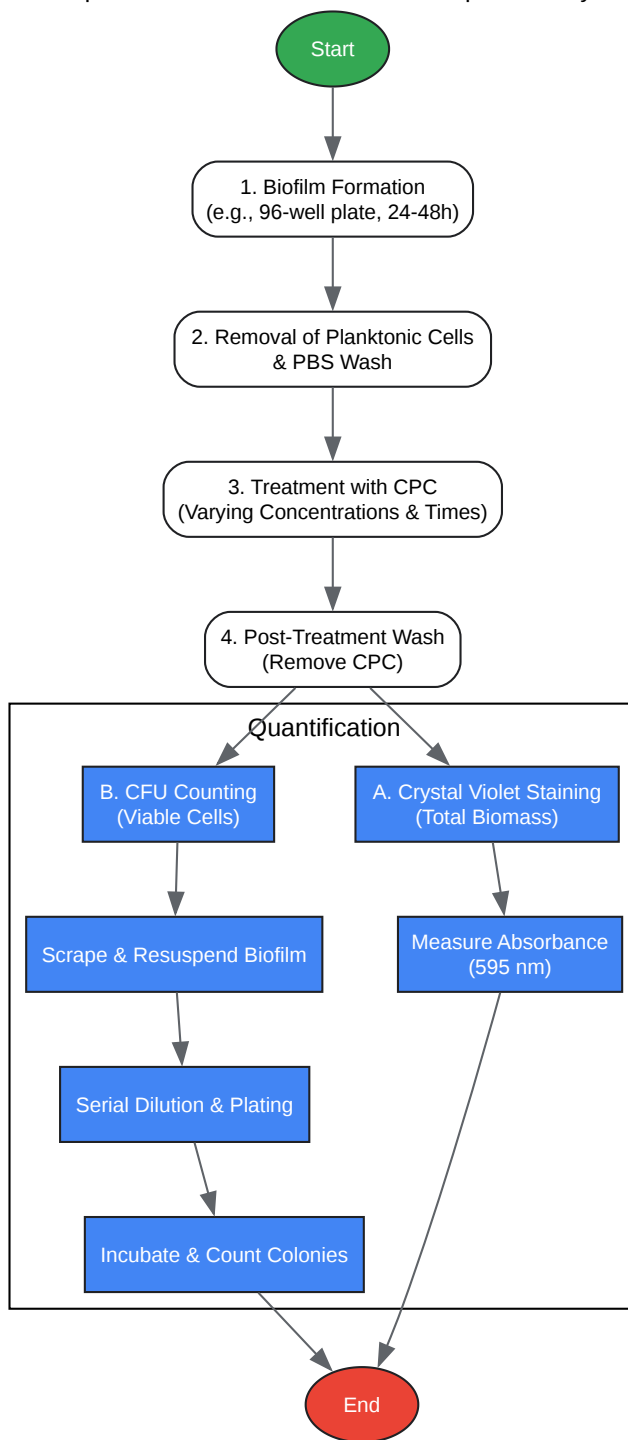 Start
1. Biofilm Formation
(e.g., 96-well plate, 24-48h)
2. Removal of Planktonic Cells
& PBS Wash
3. Treatment with CPC
(Varying Concentrations & Times)
4. Post-Treatment Wash
(Remove CPC)
Quantification
B. CFU Counting
(Viable Cells)
A. Crystal Violet Staining
(Total Biomass)
Scrape & Resuspend Biofilm
Measure Absorbance
(595 nm)
Serial Dilution & Plating
Incubate & Count Colonies
End